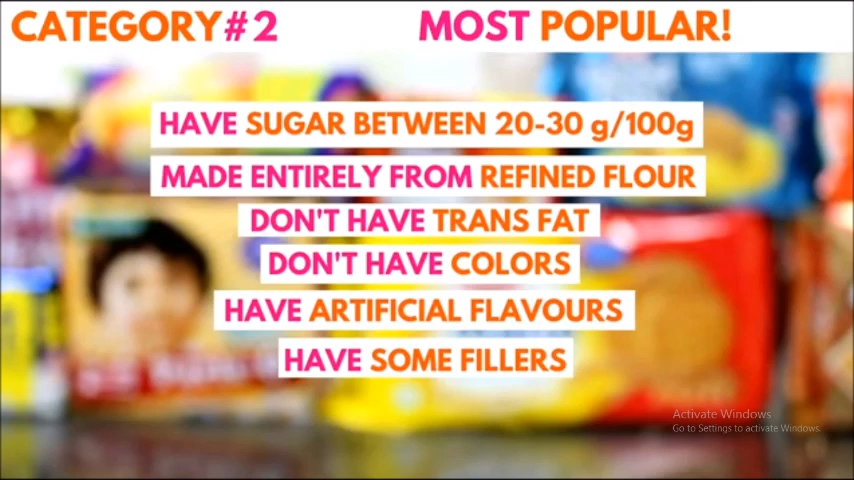 CATEGORY#2 MOST POPULAR!
HAVE SUGAR BETWEEN 20-30 g/100g
MADE ENTIRELY FROM REFINED FLOUR
DON'T HAVE TRANS FAT
DON'T HAVE COLORS
HAVE ARTIFICIAL FLAVOURS
HAVE SOME FILLERS
Activate Windows
Go to Settings to activate Windows.